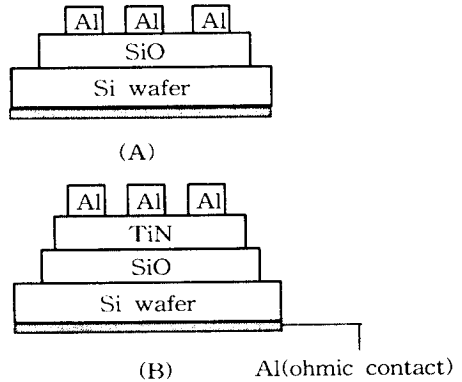 Al Al Al
SiO
Si wafer
(A)
Al Al Al
TiN
SiO
Si wafer
(B) Al(ohmic contact)